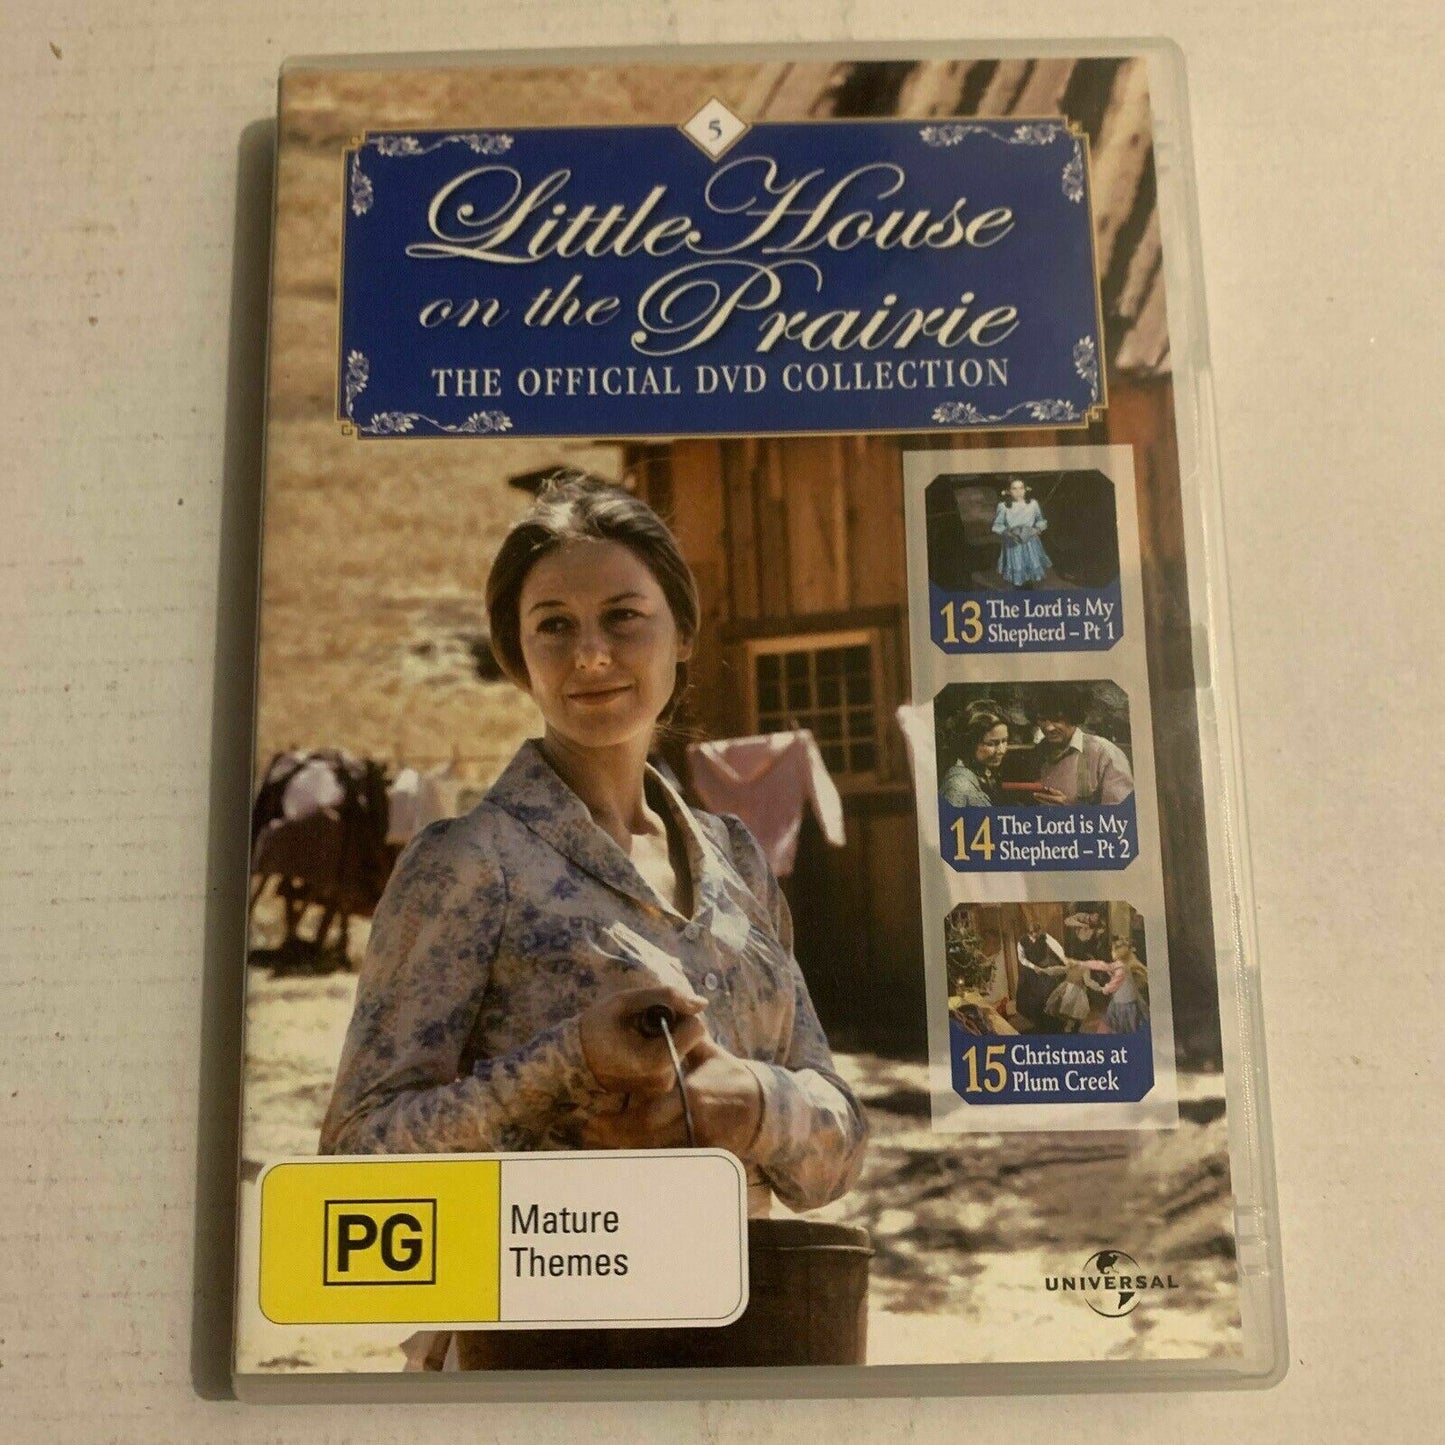 5
Little House
on the Prairie
THE OFFICIAL DVD COLLECTION
13 The Lord is My
Shepherd – Pt 1
14 The Lord is My
Shepherd – Pt 2
15 Christmas at
Plum Creek
PG
Mature
Themes
UNIVERSAL